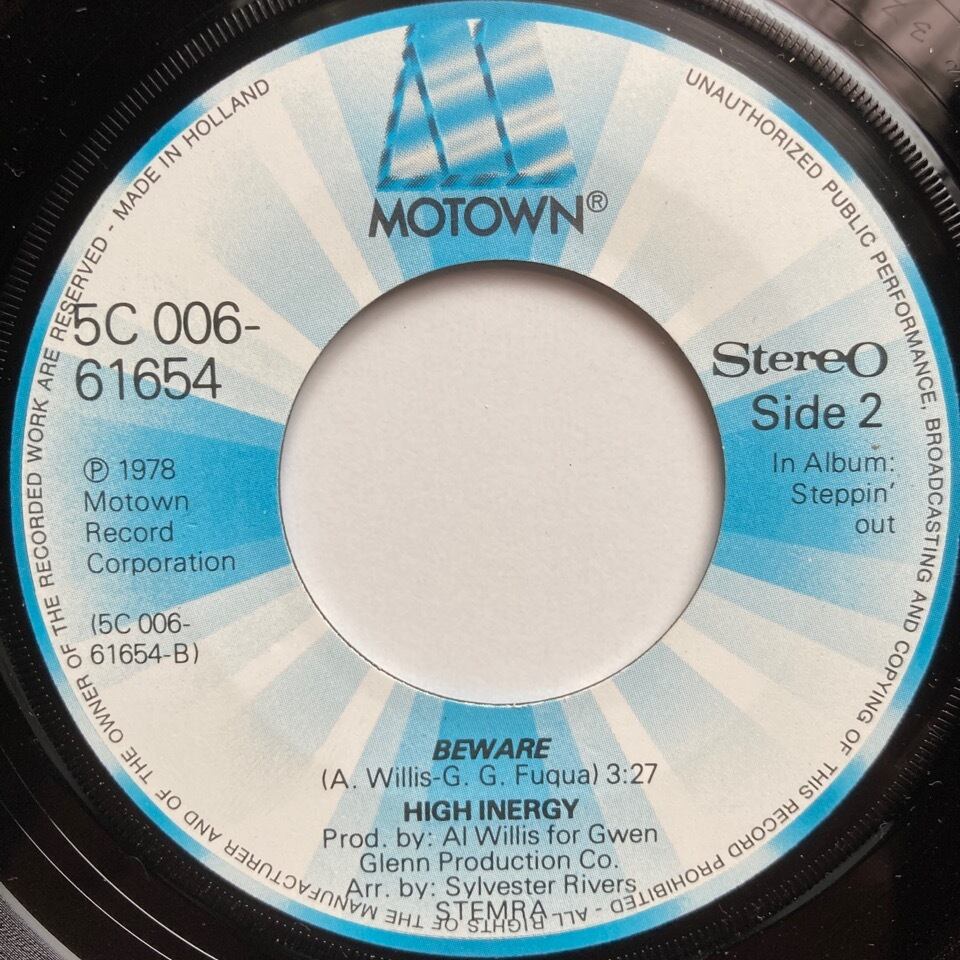 MOTOWN®
5C 006-
61654
℗ 1978
Motown
Record
Corporation
(5C 006-
61654-B)
Stereo
Side 2
In Album:
Steppin'
out
BEWARE
(A. Willis-G. G. Fuqua) 3:27
HIGH INERGY
Prod. by: Al Willis for Gwen
Glenn Production Co.
Arr. by: Sylvester Rivers
STEMRA
ALL RIGHTS OF THE MANUFACTURER AND OF THE OWNER OF THE RECORDED WORK ARE RESERVED - MADE IN HOLLAND
UNAUTHORIZED PUBLIC PERFORMANCE, BROADCASTING AND COPYING OF THIS RECORD PROHIBITED -